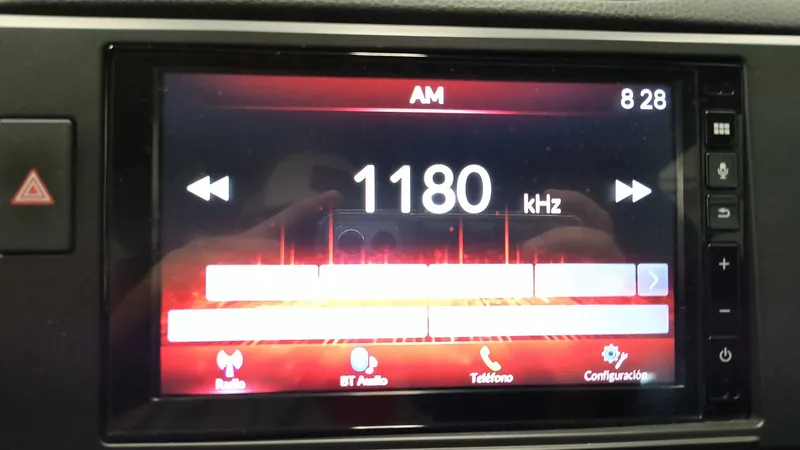 AM
8 28
1180 kHz
Radio
BT Audio
Teléfono
Configuración